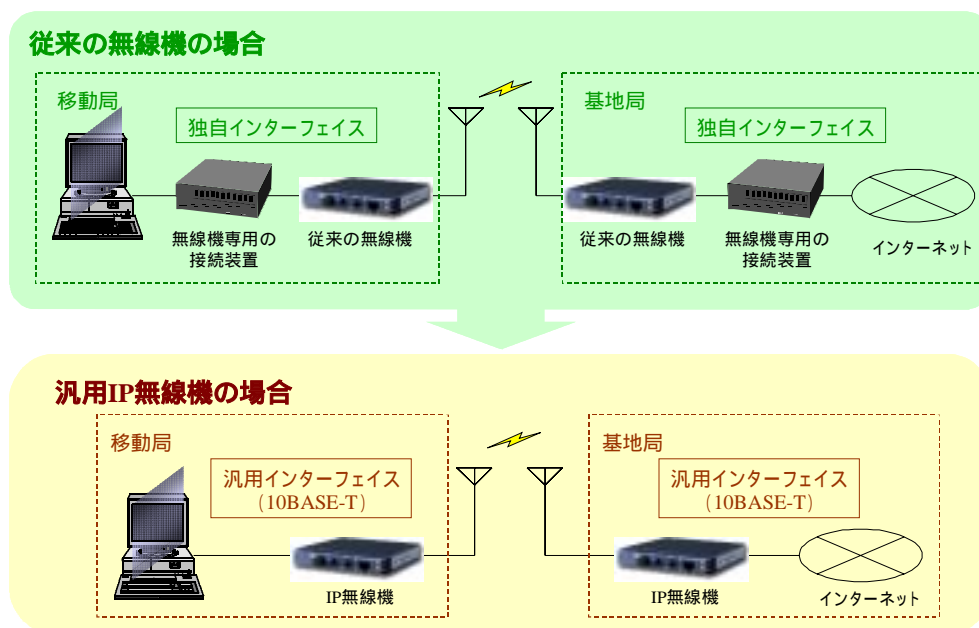 従来の無線機の場合
移動局
独自インターフェイス
無線機専用の
接続装置
従来の無線機
基地局
独自インターフェイス
従来の無線機
無線機専用の
接続装置
インターネット
汎用IP無線機の場合
移動局
汎用インターフェイス
（10BASE-T）
IP無線機
基地局
汎用インターフェイス
（10BASE-T）
IP無線機
インターネット